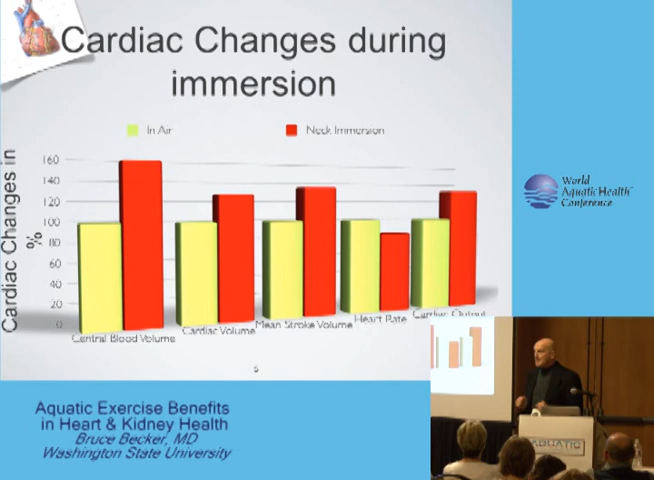 Cardiac Changes during
immersion
In Air
Neck Immersion
Cardiac Changes in
%
160
140
120
100
80
60
40
20
0
Central Blood Volume
Cardiac Volume
Mean Stroke Volume
Heart Rate
Cardiac Output
6
World
Aquatic Health
Conference
Aquatic Exercise Benefits
in Heart & Kidney Health
Bruce Becker, MD
Washington State University
AQUATIC